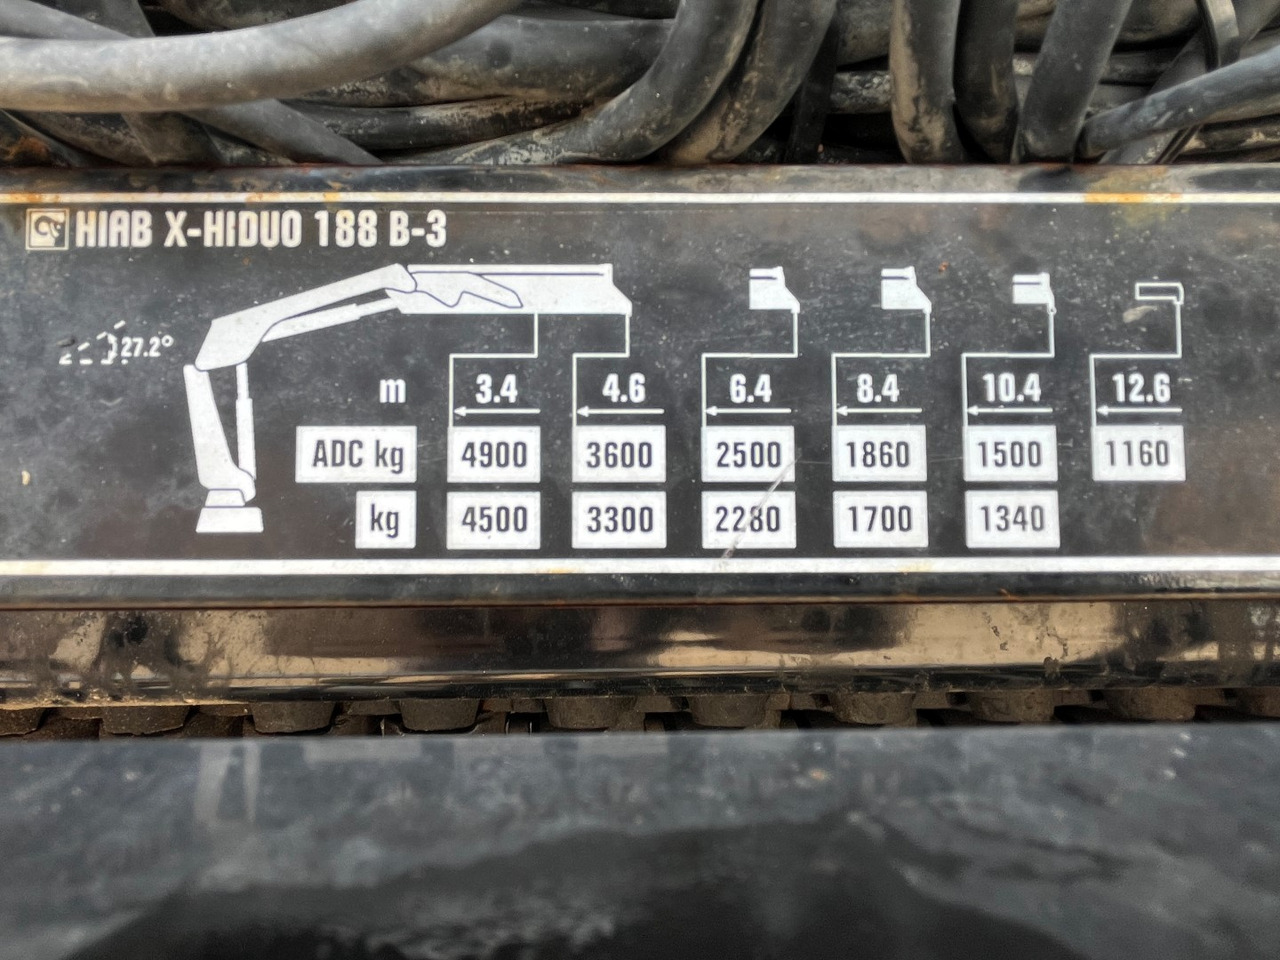 HIAB X-HIDUO 188 B-3
27.2°
m 3.4 4.6 6.4 8.4 10.4 12.6
ADC kg 4900 3600 2500 1860 1500 1160
kg 4500 3300 2280 1700 1340